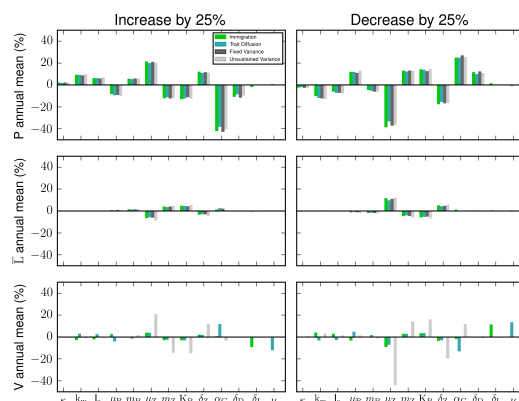 Increase by 25%
Decrease by 25%
P annual mean (%)
40
20
0
−20
−40
Immigration
Trait Diffusion
Fixed Variance
Unsustained Variance
L̅ annual mean (%)
40
20
0
−20
−40
V annual mean (%)
40
20
0
−20
−40